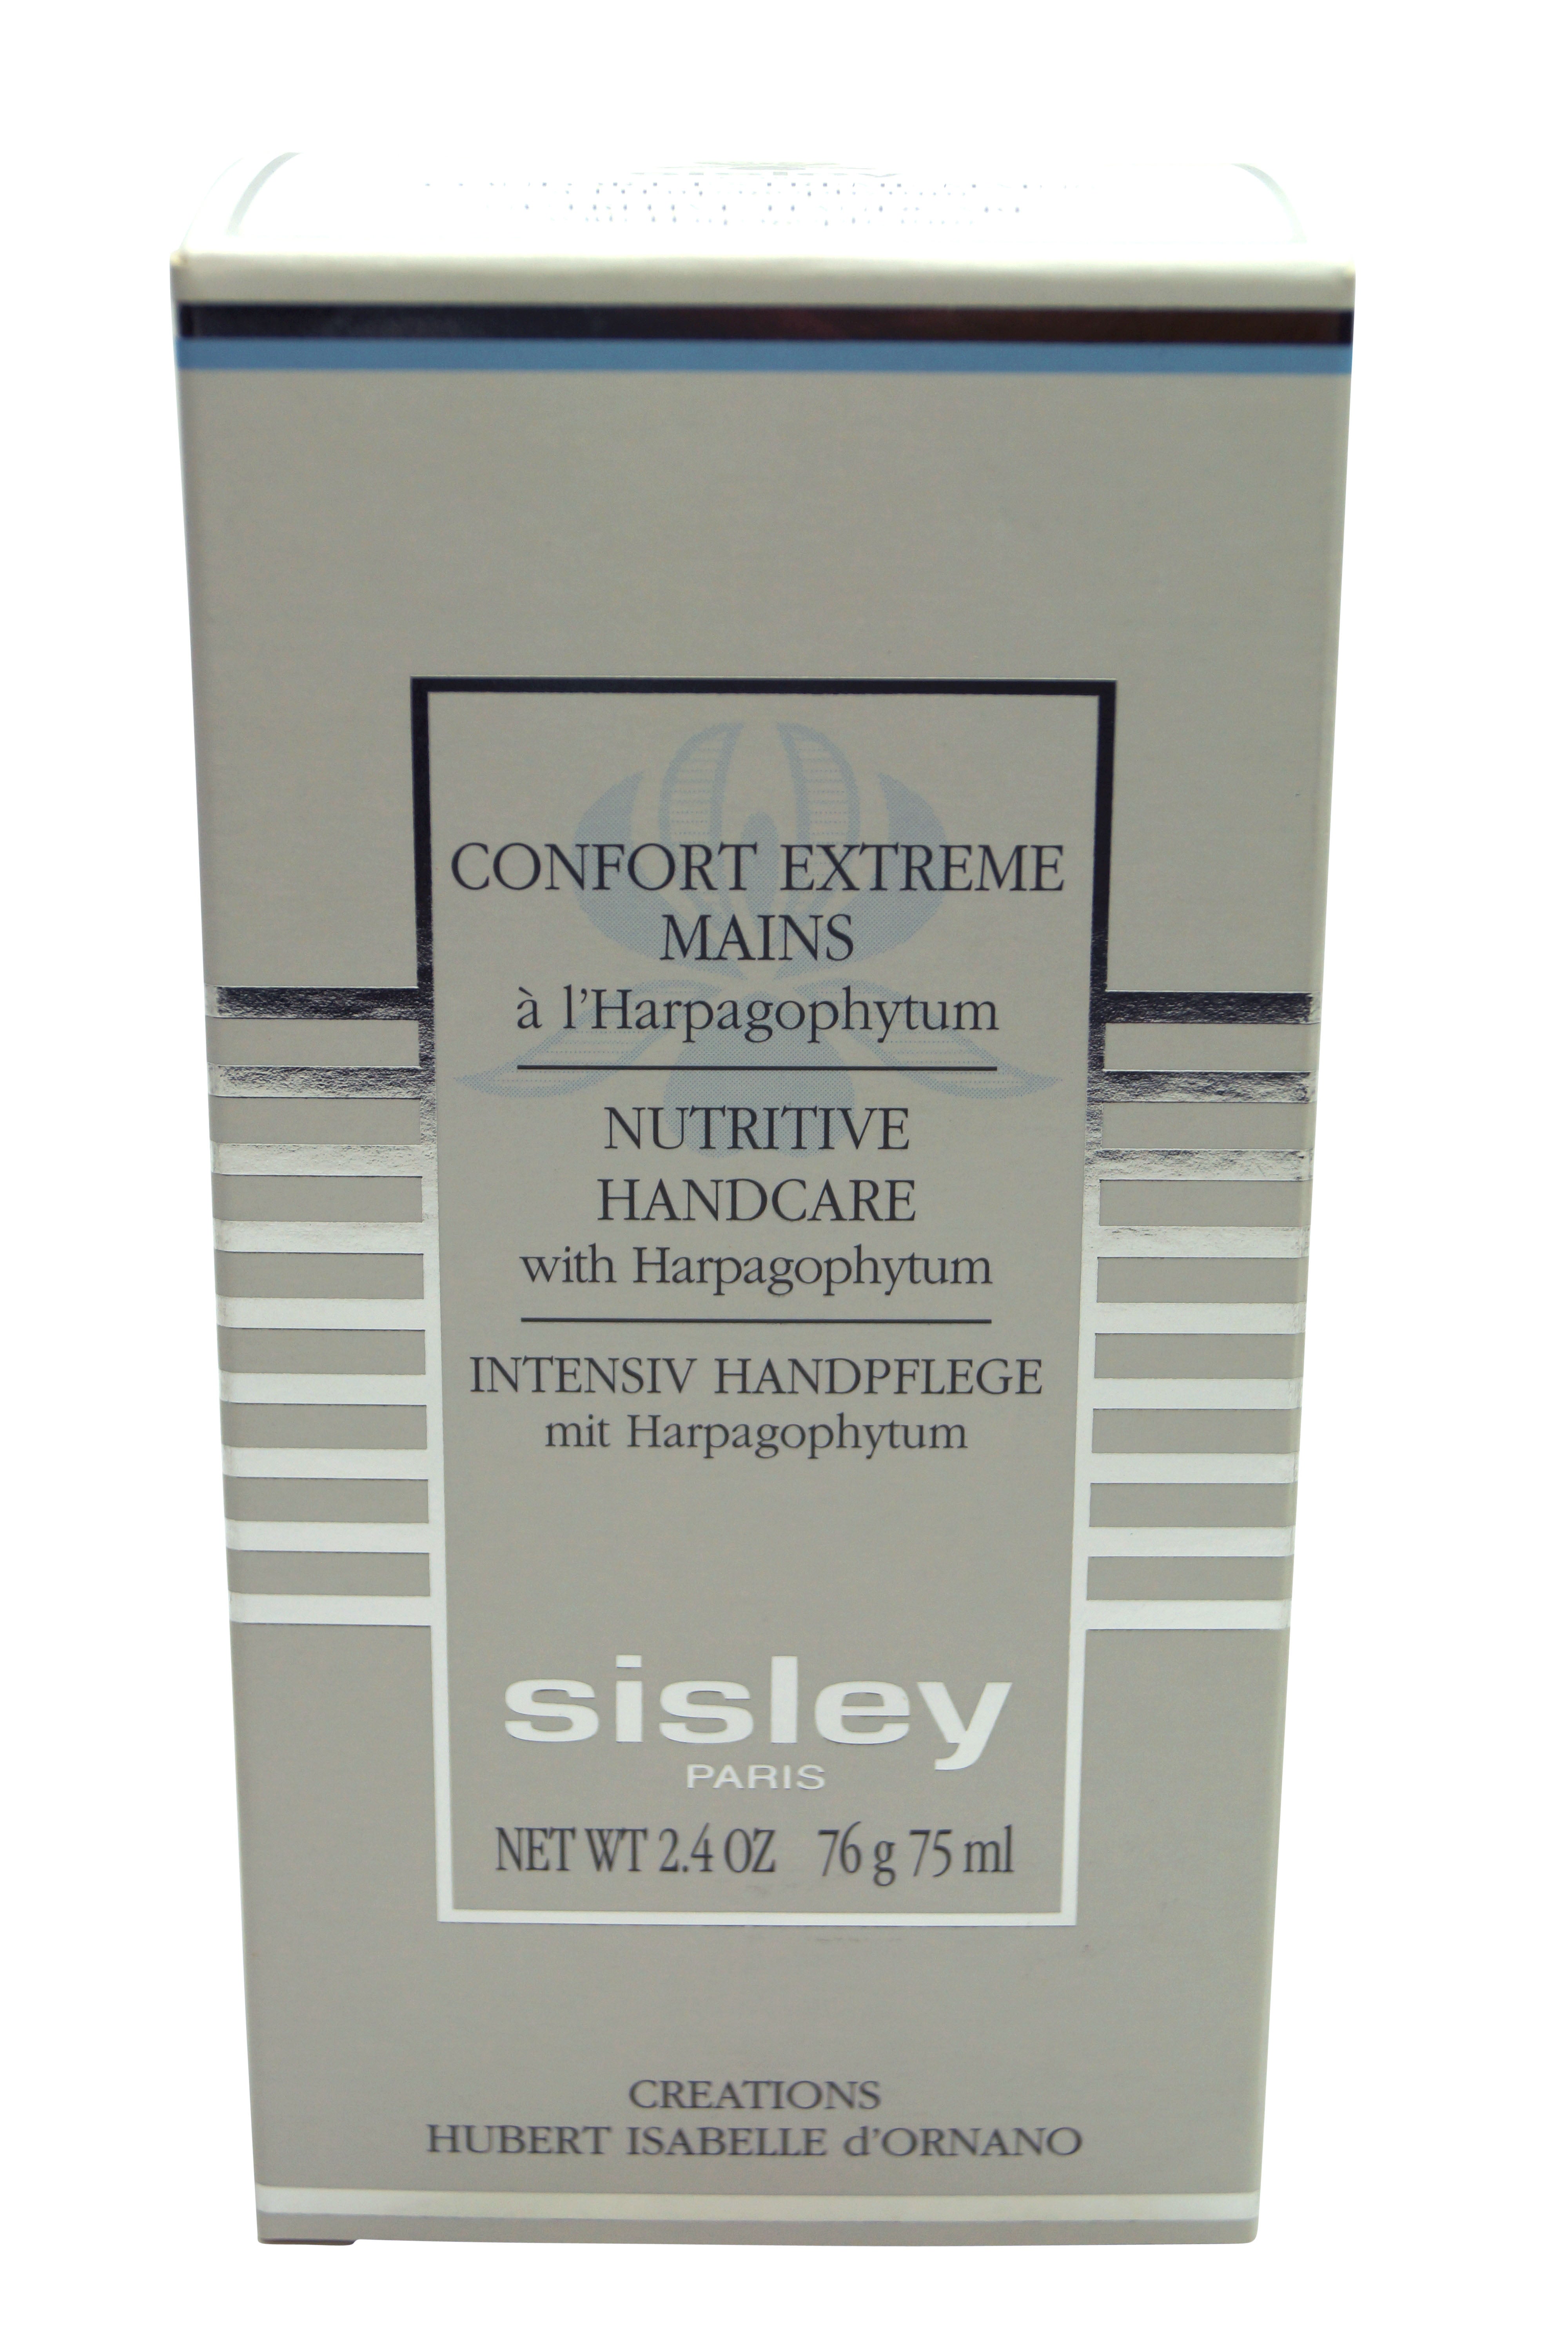 CONFORT EXTREME
MAINS
à l'Harpagophytum
NUTRITIVE
HANDCARE
with Harpagophytum
INTENSIV HANDPFLEGE
mit Harpagophytum
sisley
PARIS
NET WT 2.4 OZ 76 g 75 ml
CREATIONS
HUBERT ISABELLE d'ORNANO